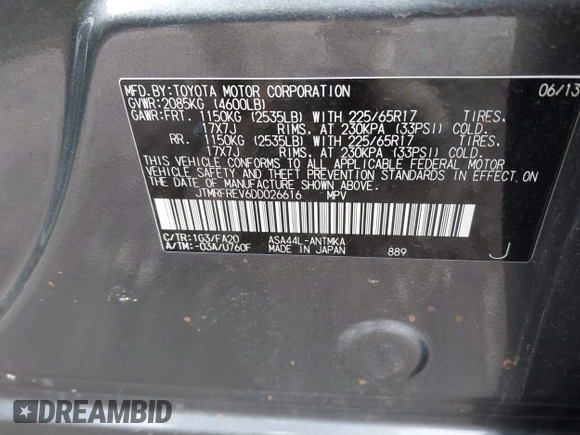 MFD.BY:TOYOTA MOTOR CORPORATION 06/13
GVWR:2085KG (4600LB)
GAWR:FRT. 1150KG (2535LB) WITH 225/65R17 TIRES,
17X7J RIMS, AT 230KPA (33PSI) COLD.
RR. 1150KG (2535LB) WITH 225/65R17 TIRES,
17X7J RIMS, AT 230KPA (33PSI) COLD.
THIS VEHICLE CONFORMS TO ALL APPLICABLE FEDERAL MOTOR
VEHICLE SAFETY AND THEFT PREVENTION STANDARDS IN EFFECT ON
THE DATE OF MANUFACTURE SHOWN ABOVE.
JTMRFREV6DD026616 MPV
C/TR:1G3/FA20 ASA44L-ANTMKA
A/TM:-03A/U760F MADE IN JAPAN 889 J
DREAMBID